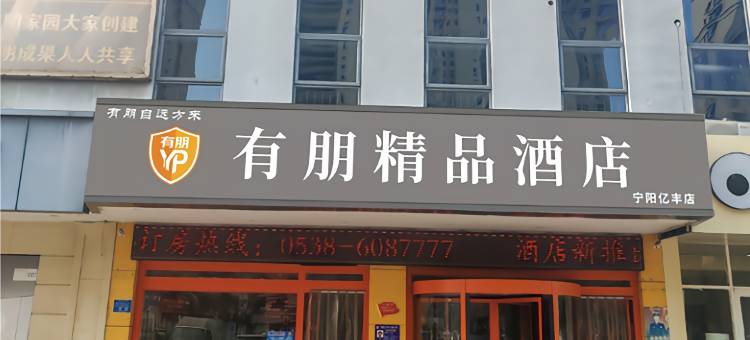 家园大家创建
成果人人共享
有朋自远方来
有朋
YP
有朋精品酒店
宁阳亿丰店
订房热线：0538-6087777 酒店新推